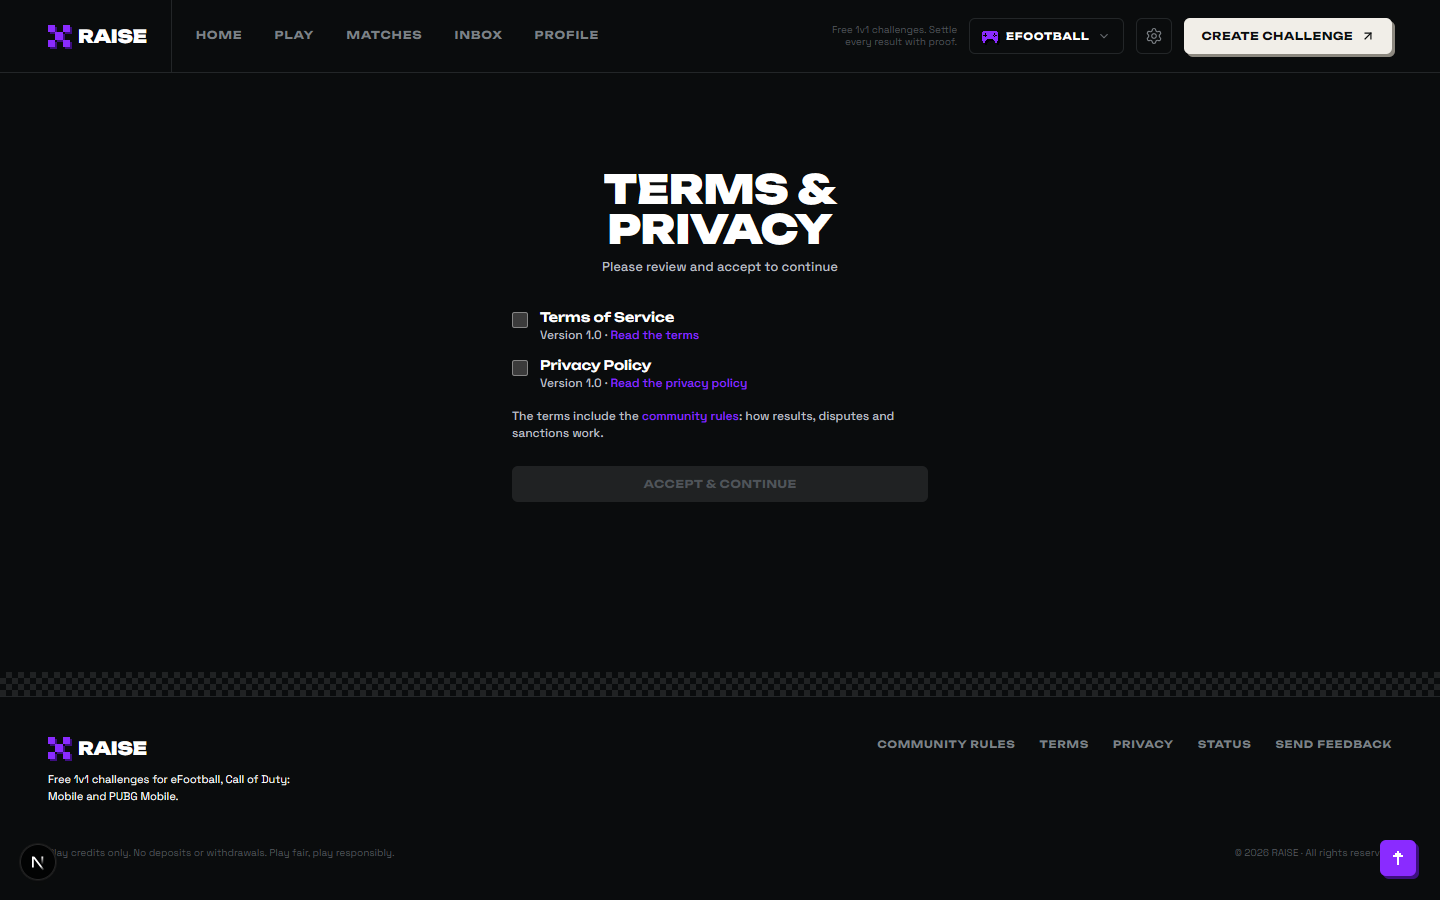 RAISE
HOME
PLAY
MATCHES
INBOX
PROFILE
Free 1v1 challenges. Settle
every result with proof.
EFOOTBALL
CREATE CHALLENGE
TERMS &
PRIVACY
Please review and accept to continue
Terms of Service
Version 1.0 · Read the terms
Privacy Policy
Version 1.0 · Read the privacy policy
The terms include the community rules: how results, disputes and
sanctions work.
ACCEPT & CONTINUE
RAISE
COMMUNITY RULES
TERMS
PRIVACY
STATUS
SEND FEEDBACK
Free 1v1 challenges for eFootball, Call of Duty:
Mobile and PUBG Mobile.
N
credits only. No deposits or withdrawals. Play fair, play responsibly.
© 2026 RAISE · All rights